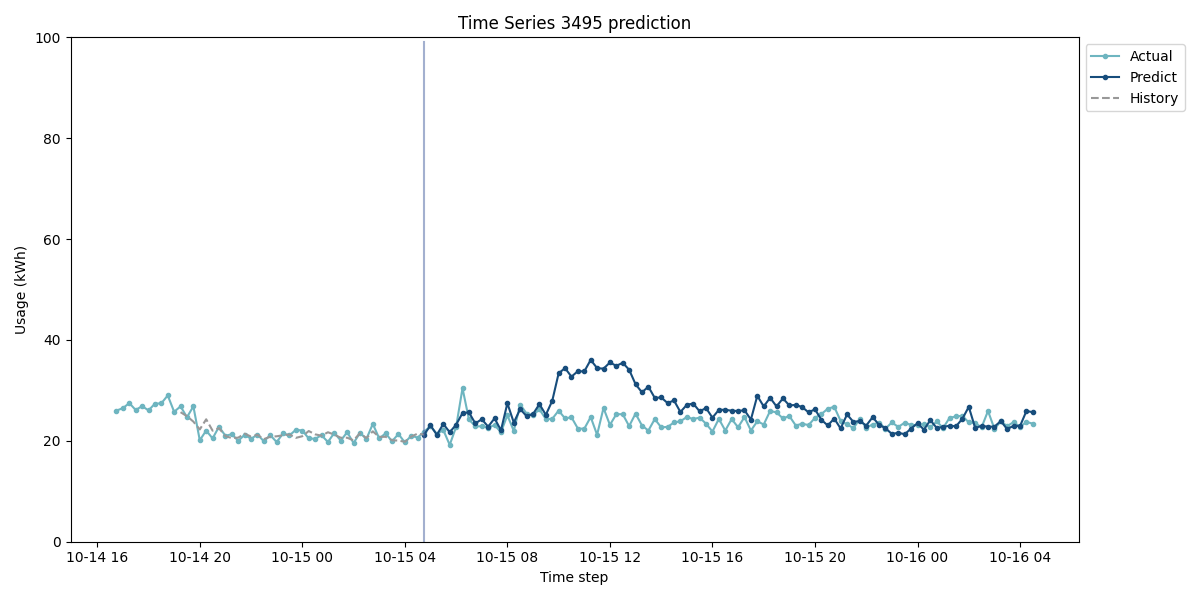 Time Series 3495 prediction
100
80
60
40
20
0
Usage (kWh)
10-14 16 10-14 20 10-15 00 10-15 04 10-15 08 10-15 12 10-15 16 10-15 20 10-16 00 10-16 04
Time step
Actual
Predict
History